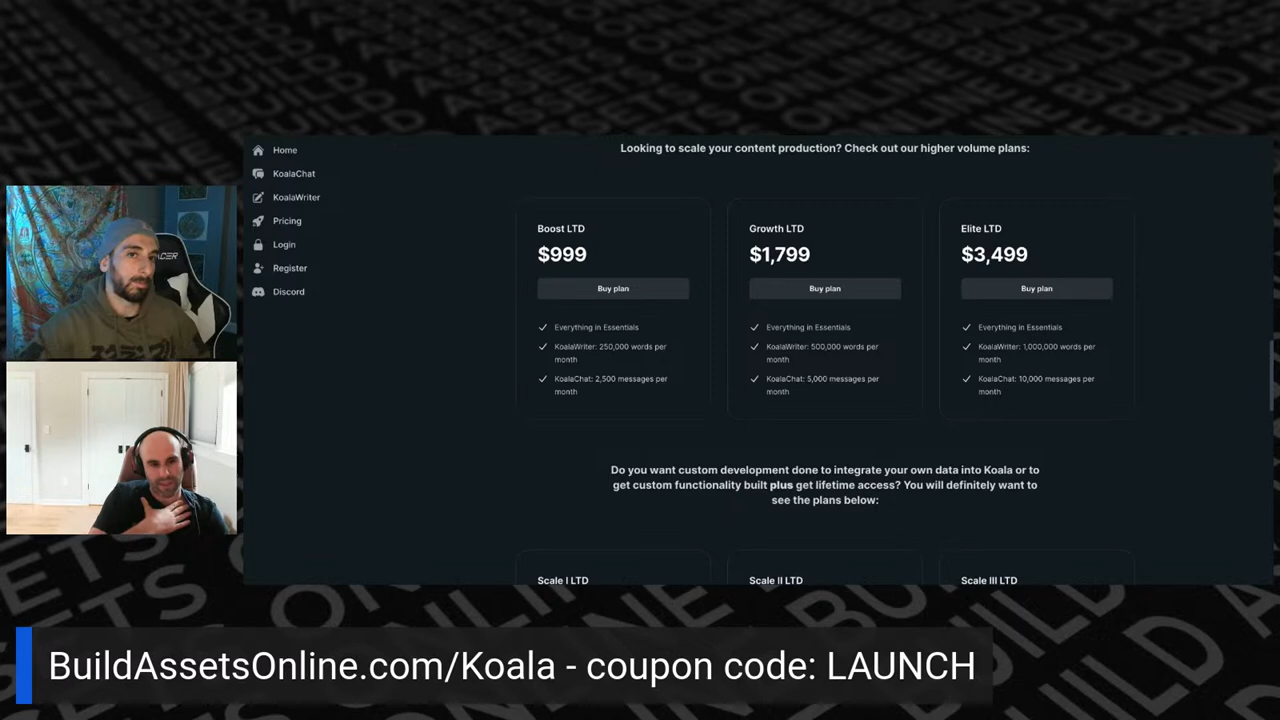 Home
KoalaChat
KoalaWriter
Pricing
Login
Register
Discord
Looking to scale your content production? Check out our higher volume plans:
Boost LTD
$999
Buy plan
Everything in Essentials
KoalaWriter: 250,000 words per
month
KoalaChat: 2,500 messages per
month
Growth LTD
$1,799
Buy plan
Everything in Essentials
KoalaWriter: 500,000 words per
month
KoalaChat: 5,000 messages per
month
Elite LTD
$3,499
Buy plan
Everything in Essentials
KoalaWriter: 1,000,000 words per
month
KoalaChat: 10,000 messages per
month
Do you want custom development done to integrate your own data into Koala or to
get custom functionality built plus get lifetime access? You will definitely want to
see the plans below:
Scale I LTD
Scale II LTD
Scale III LTD
BuildAssetsOnline.com/Koala - coupon code: LAUNCH